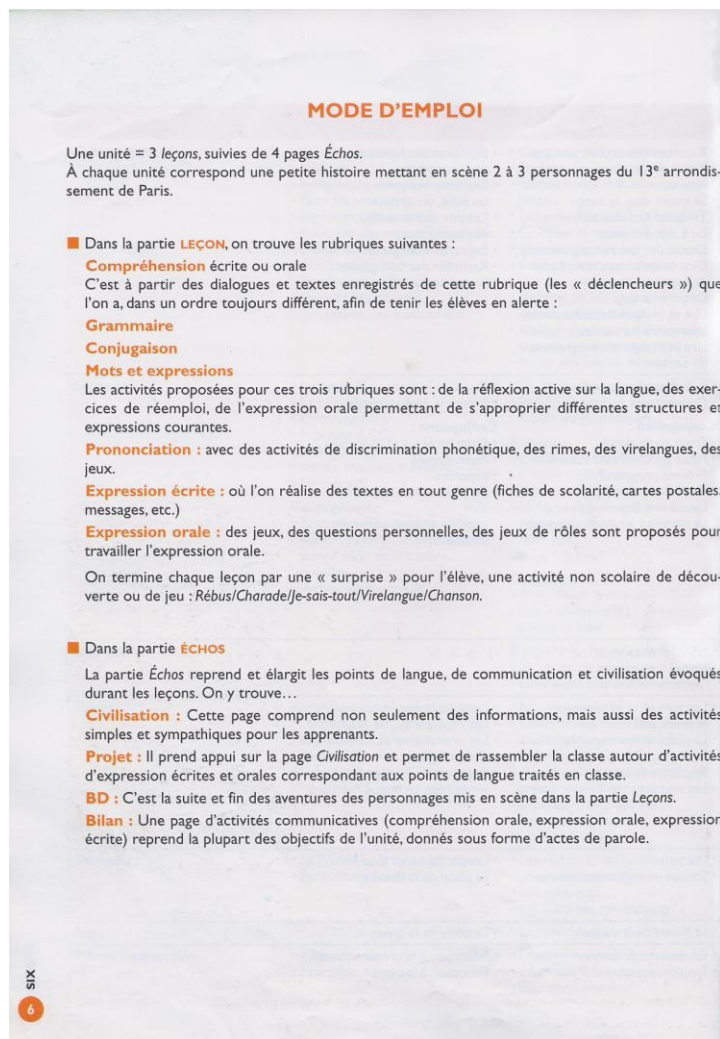 MODE D'EMPLOI
Une unité = 3 leçons, suivies de 4 pages Échos.
À chaque unité correspond une petite histoire mettant en scène 2 à 3 personnages du 13e arrondis-
sement de Paris.
Dans la partie LEÇON, on trouve les rubriques suivantes :
Compréhension écrite ou orale
C'est à partir des dialogues et textes enregistrés de cette rubrique (les « déclencheurs ») que
l'on a, dans un ordre toujours différent, afin de tenir les élèves en alerte :
Grammaire
Conjugaison
Mots et expressions
Les activités proposées pour ces trois rubriques sont : de la réflexion active sur la langue, des exer-
cices de réemploi, de l'expression orale permettant de s'approprier différentes structures et
expressions courantes.
Prononciation : avec des activités de discrimination phonétique, des rimes, des virelangues, des
jeux.
Expression écrite : où l'on réalise des textes en tout genre (fiches de scolarité, cartes postales,
messages, etc.)
Expression orale : des jeux, des questions personnelles, des jeux de rôles sont proposés pour
travailler l'expression orale.
On termine chaque leçon par une « surprise » pour l'élève, une activité non scolaire de décou-
verte ou de jeu : Rébus/Charade/Je-sais-tout/Virelangue/Chanson.
Dans la partie ÉCHOS
La partie Échos reprend et élargit les points de langue, de communication et civilisation évoqués
durant les leçons. On y trouve...
Civilisation : Cette page comprend non seulement des informations, mais aussi des activités
simples et sympathiques pour les apprenants.
Projet : Il prend appui sur la page Civilisation et permet de rassembler la classe autour d'activités
d'expression écrites et orales correspondant aux points de langue traités en classe.
BD : C'est la suite et fin des aventures des personnages mis en scène dans la partie Leçons.
Bilan : Une page d'activités communicatives (compréhension orale, expression orale, expression
écrite) reprend la plupart des objectifs de l'unité, donnés sous forme d'actes de parole.
SIX
6